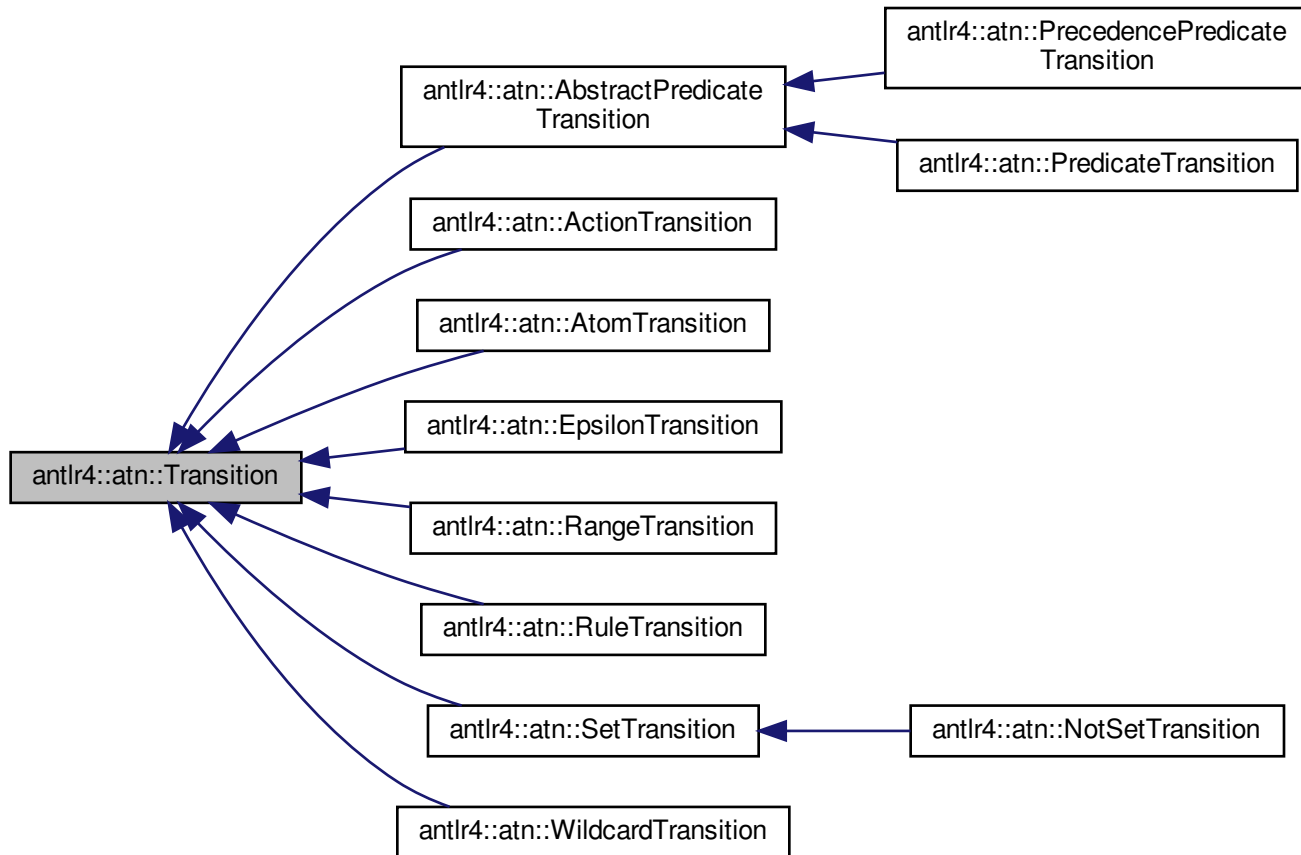 antlr4::atn::PrecedencePredicate
Transition
antlr4::atn::AbstractPredicate
Transition
antlr4::atn::PredicateTransition
antlr4::atn::ActionTransition
antlr4::atn::AtomTransition
antlr4::atn::EpsilonTransition
antlr4::atn::Transition
antlr4::atn::RangeTransition
antlr4::atn::RuleTransition
antlr4::atn::SetTransition
antlr4::atn::NotSetTransition
antlr4::atn::WildcardTransition